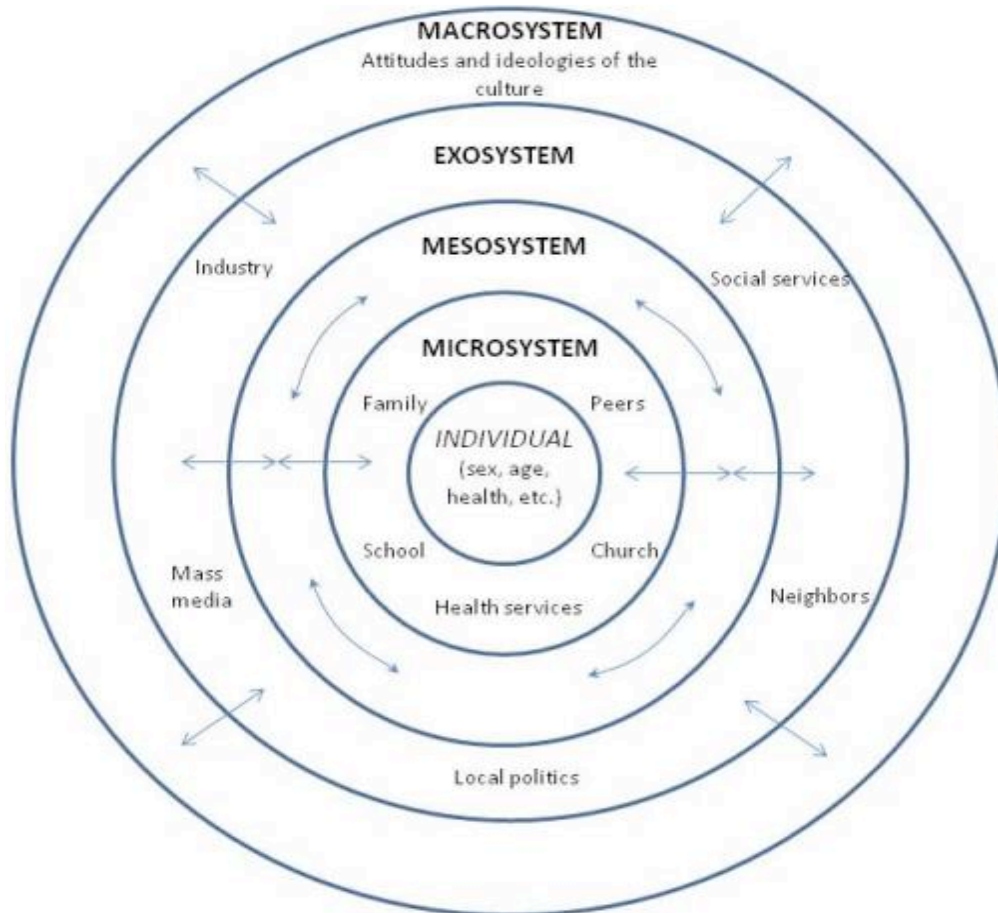 MACROSYSTEM
Attitudes and ideologies of the
culture
EXOSYSTEM
MESOSYSTEM
Industry
Social services
MICROSYSTEM
Family
Peers
INDIVIDUAL
(sex, age,
health, etc.)
School
Church
Mass
media
Neighbors
Health services
Local politics